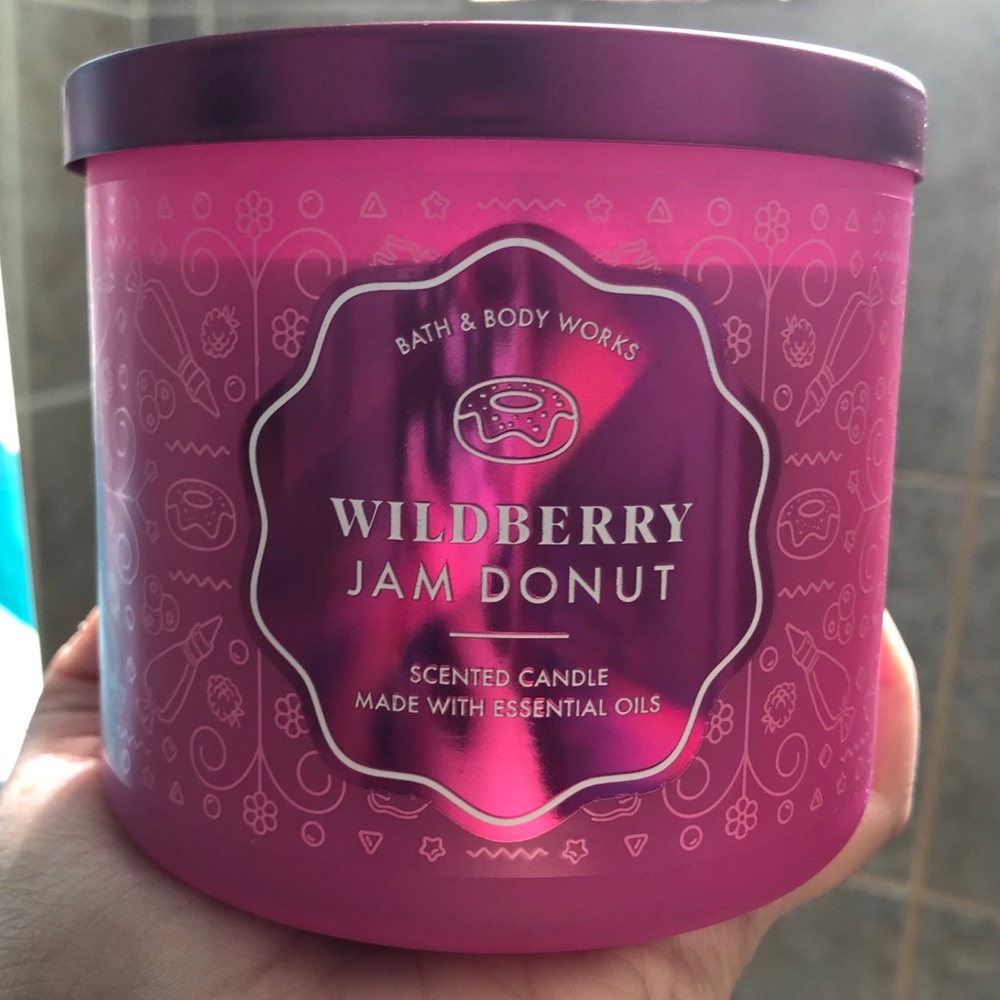 BATH & BODY WORKS
WILDBERRY
JAM DONUT
SCENTED CANDLE
MADE WITH ESSENTIAL OILS